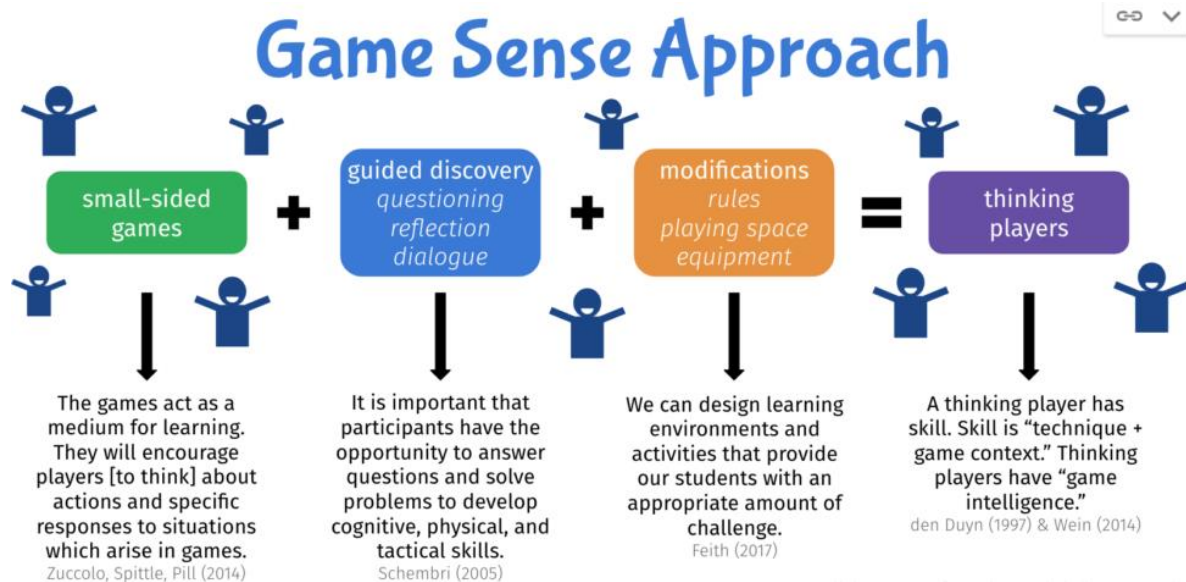 Game Sense Approach
small-sided
games
+
guided discovery
questioning
reflection
dialogue
+
modifications
rules
playing space
equipment
=
thinking
players
The games act as a
medium for learning.
They will encourage
players [to think] about
actions and specific
responses to situations
which arise in games.
Zuccolo, Spittle, Pill (2014)
It is important that
participants have the
opportunity to answer
questions and solve
problems to develop
cognitive, physical, and
tactical skills.
Schembri (2005)
We can design learning
environments and
activities that provide
our students with an
appropriate amount of
challenge.
Feith (2017)
A thinking player has
skill. Skill is “technique +
game context.” Thinking
players have “game
intelligence.”
den Duyn (1997) & Wein (2014)